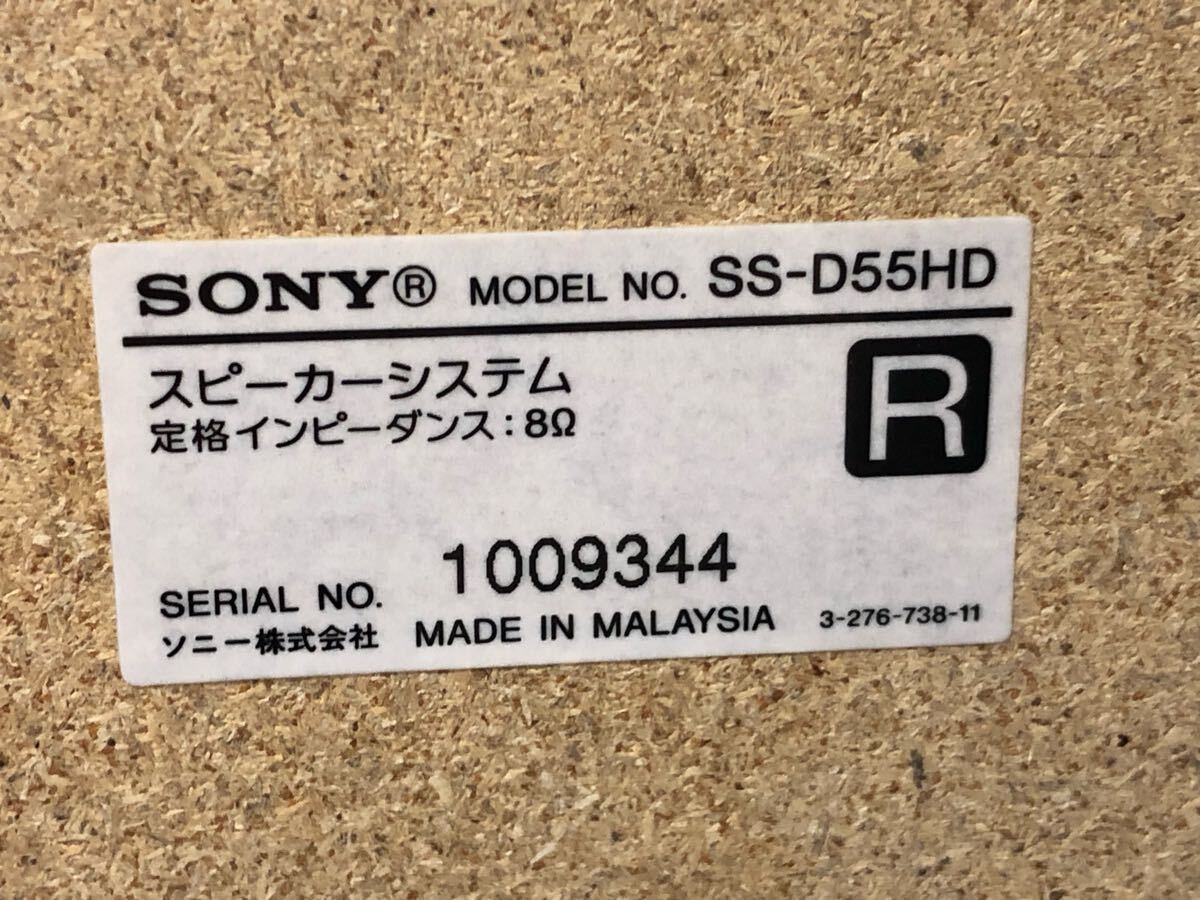 SONY® MODEL NO. SS-D55HD
スピーカーシステム
定格インピーダンス:8Ω
R
SERIAL NO. 1009344
ソニー株式会社 MADE IN MALAYSIA 3-276-738-11